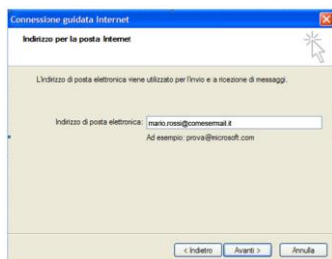 Connessione guidata Internet
Indirizzo per la posta Internet
L'indirizzo di posta elettronica viene utilizzato per l'invio e a ricezione di messaggi.
Indirizzo di posta elettronica: mario.rossi@comesermail.it
Ad esempio: prova@microsoft.com
< Indietro Avanti > Annulla